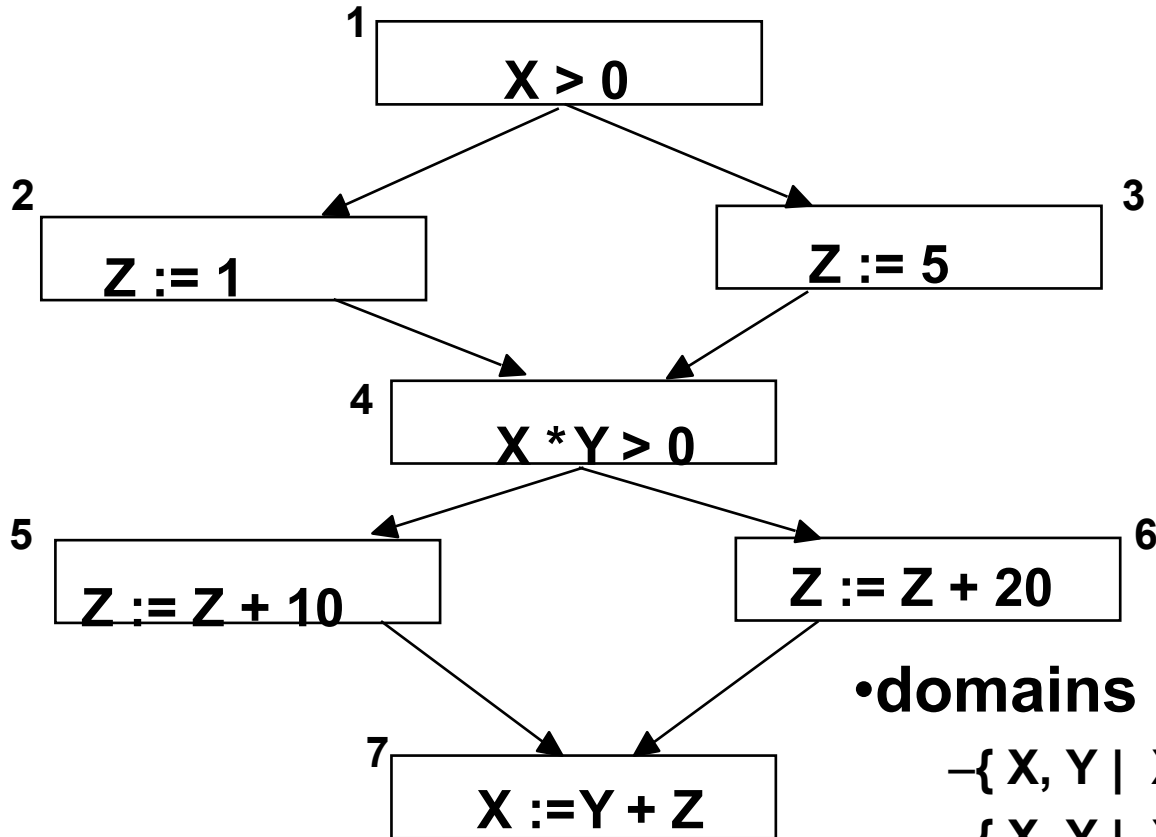 1
X > 0
2
3
Z := 1
Z := 5
4
X * Y > 0
5
6
Z := Z + 10
Z := Z + 20
•domains
–{ X, Y |
7
X :=Y + Z